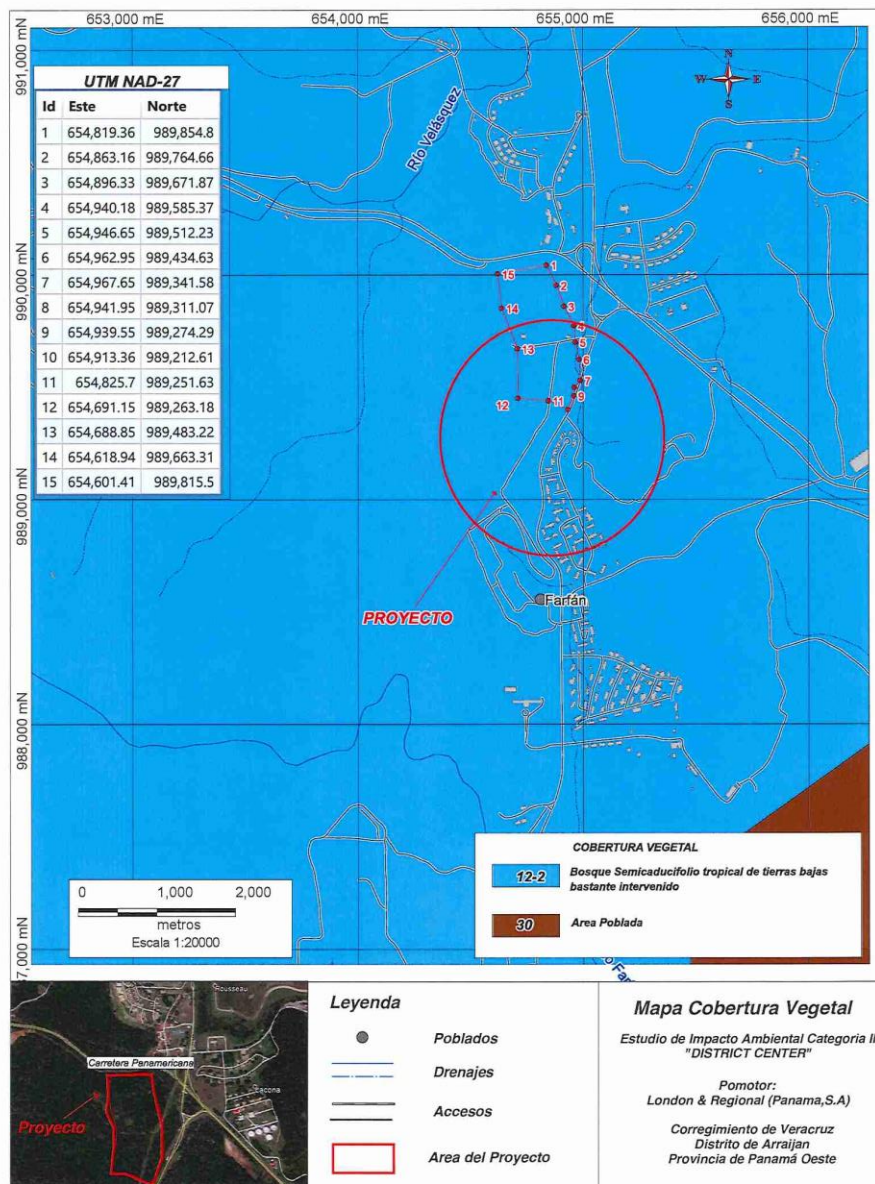 653,000 mE
654,000 mE
655,000 mE
656,000 mE
991,000 mN
990,000 mN
989,000 mN
988,000 mN
7,000 mN
UTM NAD-27
Id Este Norte
1 654,819.36 989,854.8
2 654,863.16 989,764.66
3 654,896.33 989,671.87
4 654,940.18 989,585.37
5 654,946.65 989,512.23
6 654,962.95 989,434.63
7 654,967.65 989,341.58
8 654,941.95 989,311.07
9 654,939.55 989,274.29
10 654,913.36 989,212.61
11 654,825.7 989,251.63
12 654,691.15 989,263.18
13 654,688.85 989,483.22
14 654,618.94 989,663.31
15 654,601.41 989,815.5
N
W E
S
Río Velásquez
1
15
2
14
3
4
5
13
6
7
9
12
11
PROYECTO
Farfán
COBERTURA VEGETAL
12-2 Bosque Semicaducifolio tropical de tierras bajas
bastante intervenido
30 Area Poblada
0 1,000 2,000
metros
Escala 1:20000
Rousseau
Carretera Panamericana
Proyecto
Leyenda
Poblados
Drenajes
Accesos
Area del Proyecto
Mapa Cobertura Vegetal
Estudio de Impacto Ambiental Categoria II
"DISTRICT CENTER"
Pomotor:
London & Regional (Panama,S.A)
Corregimiento de Veracruz
Distrito de Arraijan
Provincia de Panamá Oeste